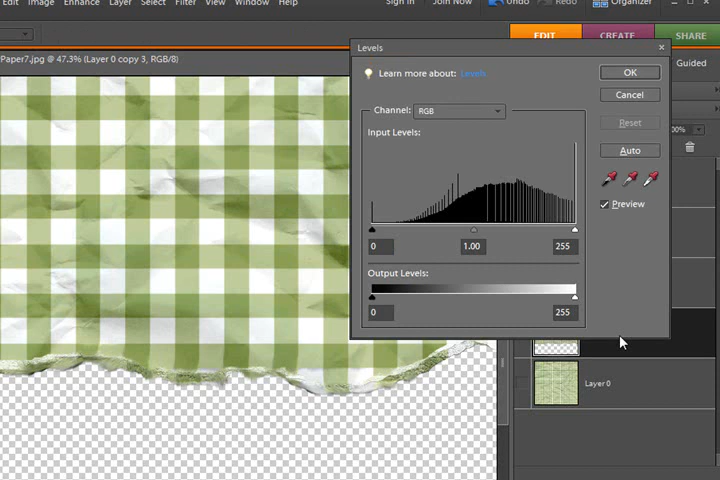 Edit Image Enhance Layer Select Filter View Window Help Sign In Join Now Undo Redo Organizer
EDIT CREATE SHARE
Paper7.jpg @ 47.3% (Layer 0 copy 3, RGB/8)
Levels
Guided
Learn more about: Levels
OK
Cancel
Channel: RGB
Reset
Input Levels:
Auto
Preview
0 1.00 255
Output Levels:
0 255
Layer 0